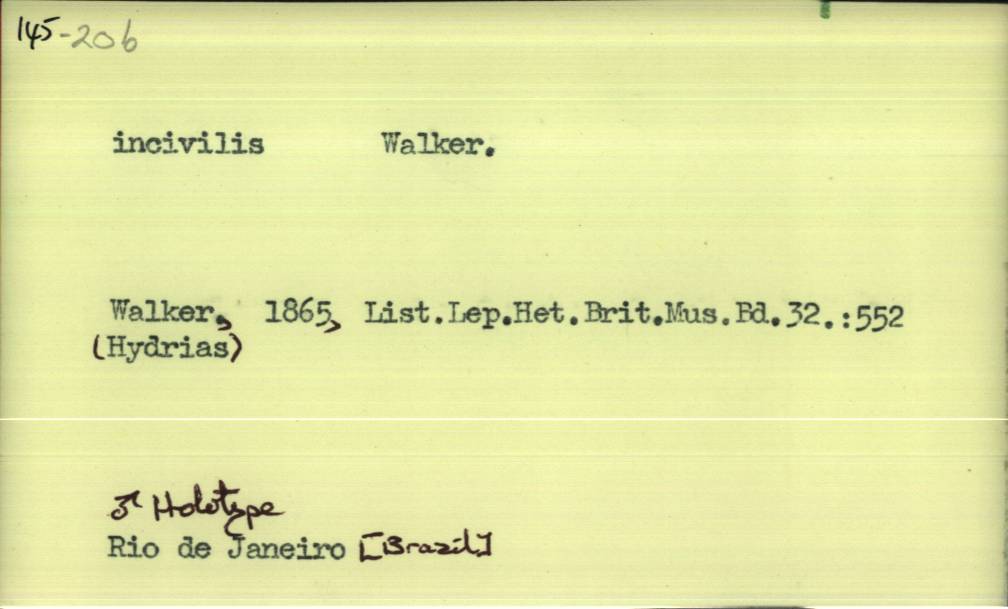 145-206
incivilis Walker.
Walker., 1865, List.Lep.Het.Brit.Mus.Bd.32.:552
(Hydrias)
♂ Holotype
Rio de Janeiro [Brazil]